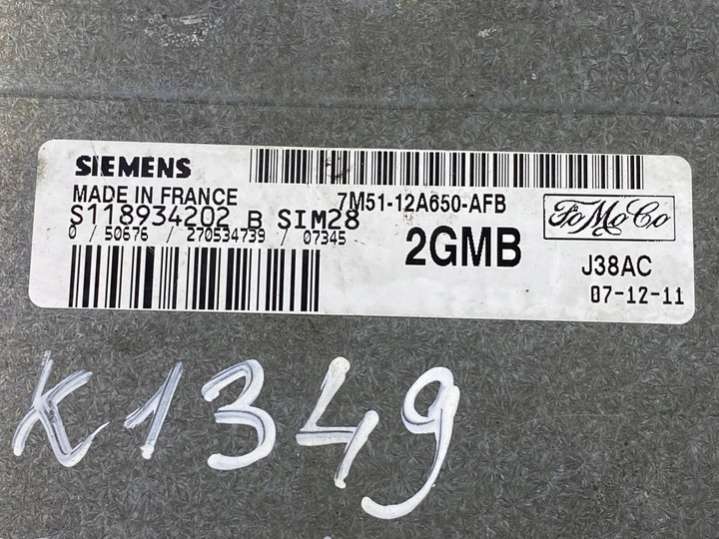 SIEMENS
MADE IN FRANCE
S118934202 B SIM28
0 / 50676 / 270534739 / 07345
7M51-12A650-AFB
2GMB
FoMoCo
J38AC
07-12-11
K1349